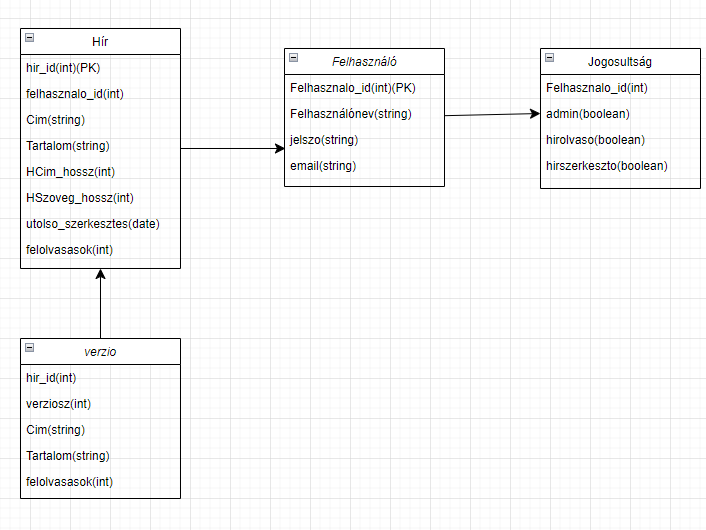 Hír
hir_id(int)(PK)
felhasznalo_id(int)
Cim(string)
Tartalom(string)
HCim_hossz(int)
HSzoveg_hossz(int)
utolso_szerkesztes(date)
felolvasasok(int)
Felhasználó
Felhasznalo_id(int)(PK)
Felhasználónev(string)
jelszo(string)
email(string)
Jogosultság
Felhasznalo_id(int)
admin(boolean)
hirolvaso(boolean)
hirszerkeszto(boolean)
verzio
hir_id(int)
verziosz(int)
Cim(string)
Tartalom(string)
felolvasasok(int)